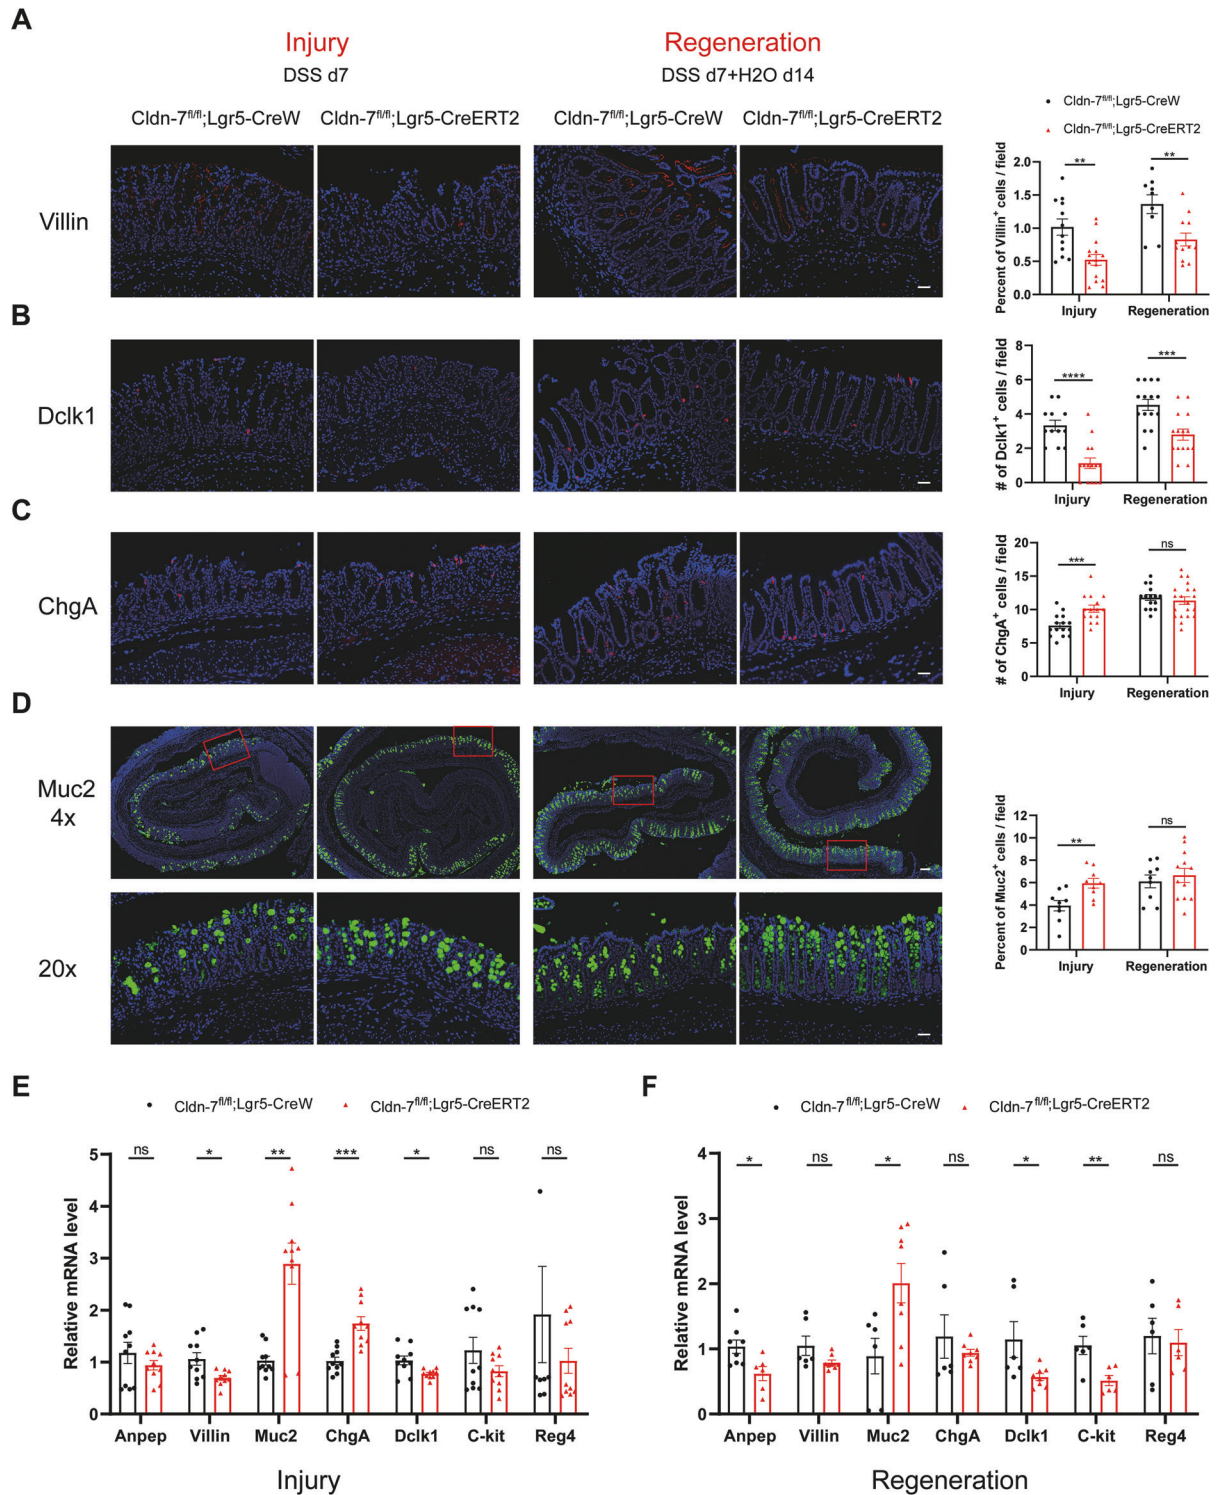 A
Injury
Regeneration
DSS d7
DSS d7+H2O d14
Cldn-7fl/fl;Lgr5-CreW
Cldn-7fl/fl;Lgr5-CreERT2
Cldn-7fl/fl;Lgr5-CreW
Cldn-7fl/fl;Lgr5-CreERT2
Villin
Cldn-7fl/fl;Lgr5-CreW
Cldn-7fl/fl;Lgr5-CreERT2
Percent of Villin+ cells / field
2.0
1.5
1.0
0.5
0.0
**
**
Injury
Regeneration
B
Dclk1
# of Dclk1+ cells / field
8
6
4
2
0
****
***
Injury
Regeneration
C
ChgA
# of ChgA+ cells / field
20
15
10
5
0
***
ns
Injury
Regeneration
D
Muc2
4x
20x
Percent of Muc2+ cells / field
12
10
8
6
4
2
0
**
ns
Injury
Regeneration
E
Cldn-7fl/fl;Lgr5-CreW
Cldn-7fl/fl;Lgr5-CreERT2
Relative mRNA level
5
4
3
2
1
0
ns
*
**
***
*
ns
ns
Anpep
Villin
Muc2
ChgA
Dclk1
C-kit
Reg4
Injury
F
Cldn-7fl/fl;Lgr5-CreW
Cldn-7fl/fl;Lgr5-CreERT2
Relative mRNA level
4
3
2
1
0
*
ns
*
ns
*
**
ns
Anpep
Villin
Muc2
ChgA
Dclk1
C-kit
Reg4
Regeneration